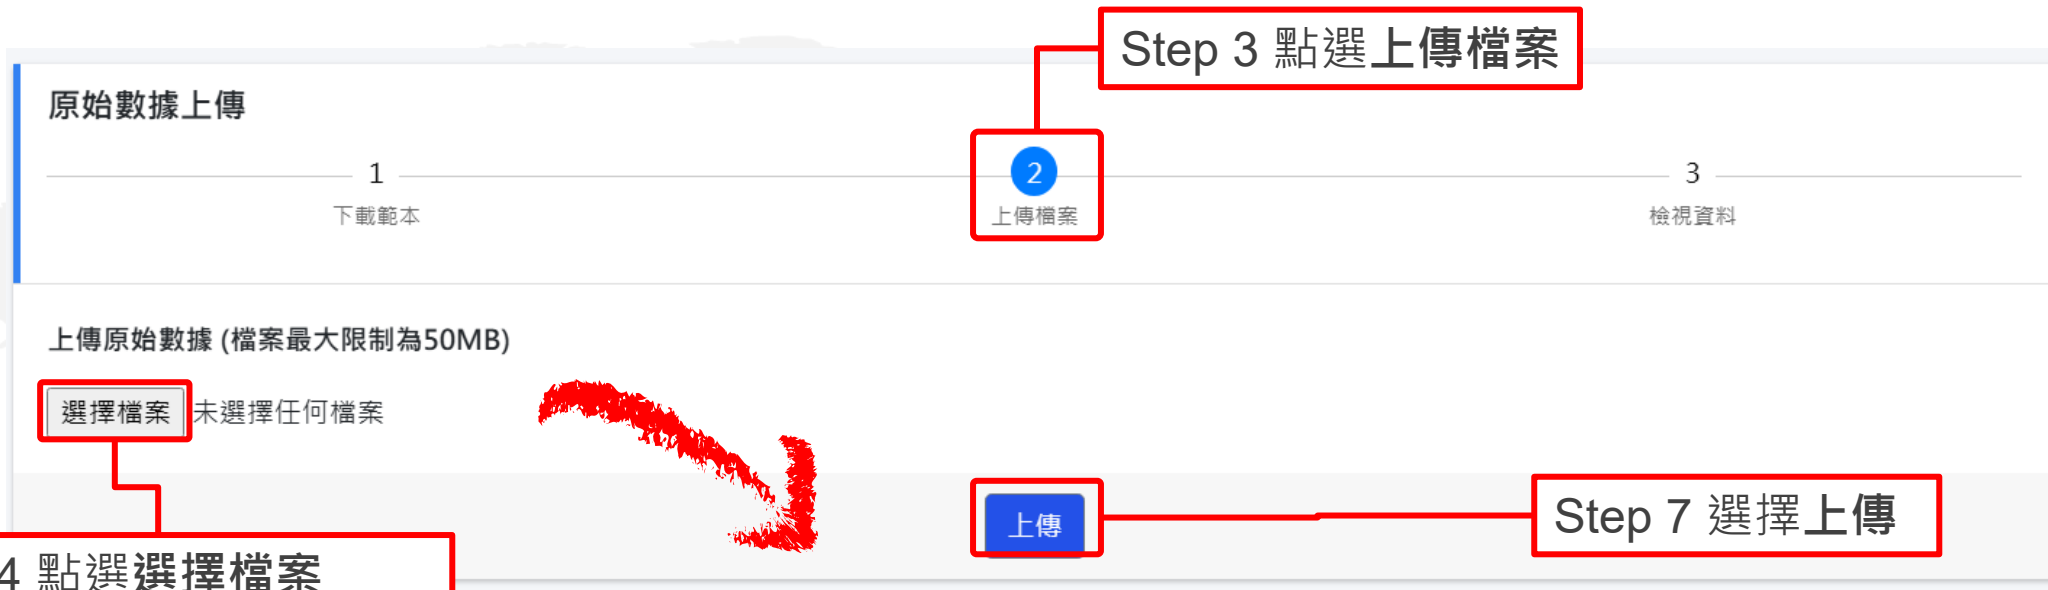 Step 3 點選上傳檔案
原始數據上傳
1
2
3
下載範本
上傳檔案
檢視資料
上傳原始數據 (檔案最大限制為50MB)
選擇檔案 未選擇任何檔案
上傳
Step 7 選擇上傳
4 點選選擇檔案